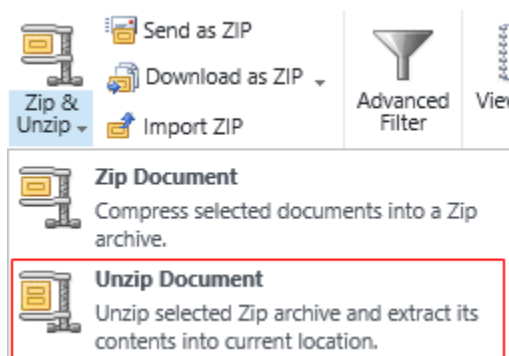 Send as ZIP
Download as ZIP
Import ZIP
Zip &
Unzip
Advanced
Filter
Zip Document
Compress selected documents into a Zip
archive.
Unzip Document
Unzip selected Zip archive and extract its
contents into current location.